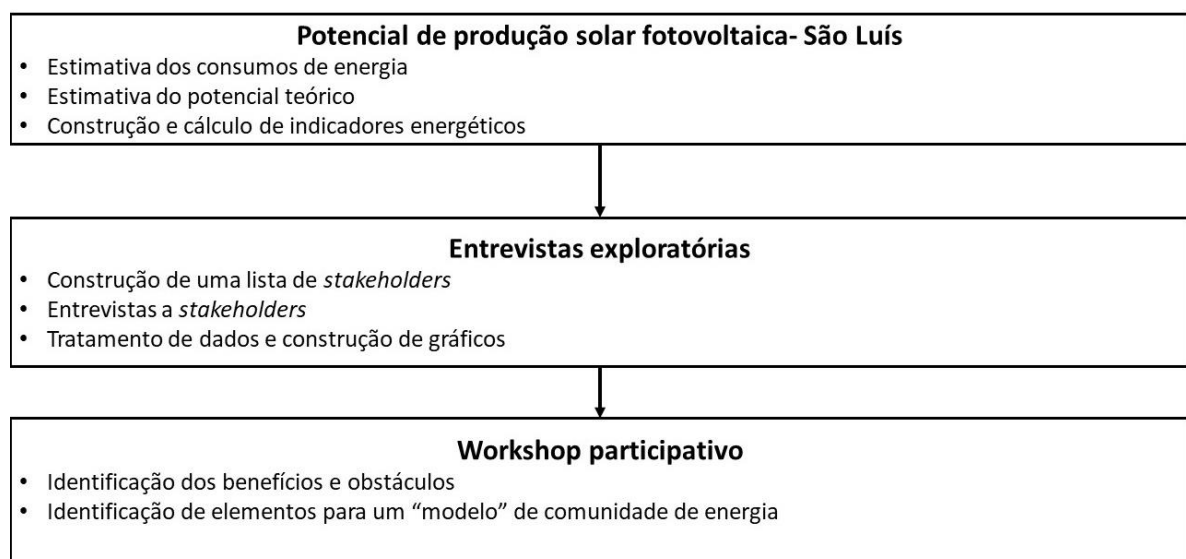 Potencial de produção solar fotovoltaica- São Luís
• Estimativa dos consumos de energia
• Estimativa do potencial teórico
• Construção e cálculo de indicadores energéticos
Entrevistas exploratórias
• Construção de uma lista de stakeholders
• Entrevistas a stakeholders
• Tratamento de dados e construção de gráficos
Workshop participativo
• Identificação dos benefícios e obstáculos
• Identificação de elementos para um “modelo” de comunidade de energia